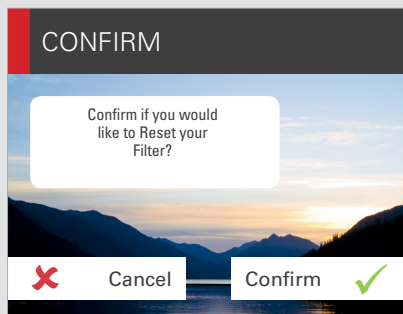 CONFIRM
Confirm if you would
like to Reset your
Filter?
Cancel
Confirm